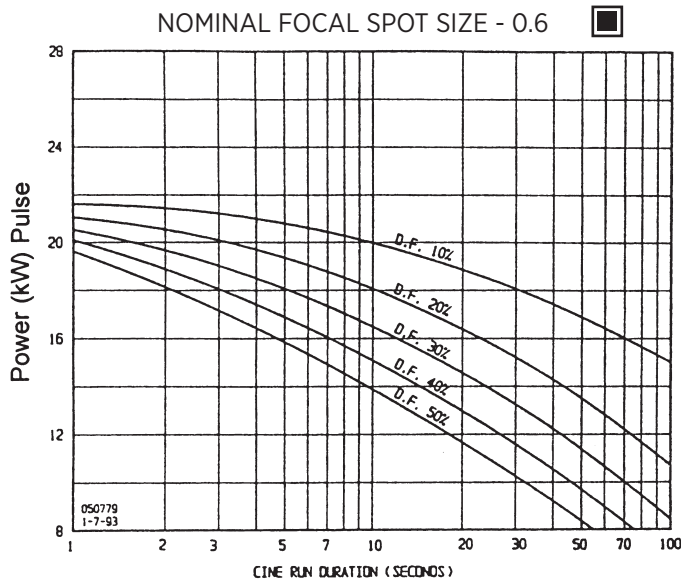 NOMINAL FOCAL SPOT SIZE - 0.6
28
24
20
16
12
8
Power (kW) Pulse
D.F. 10%
D.F. 20%
D.F. 30%
D.F. 40%
D.F. 50%
050779
1-7-93
1 2 3 5 7 10 20 30 50 70 100
CINE RUN DURATION (SECONDS)